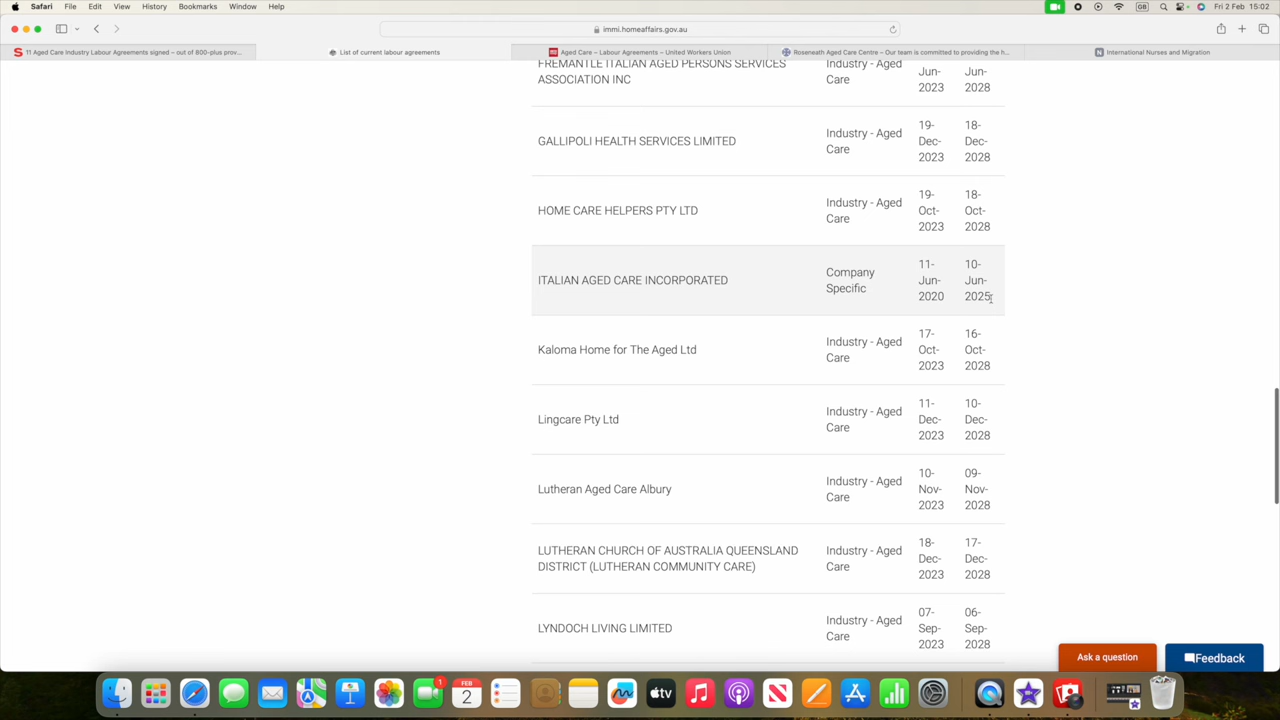 Safari File Edit View History Bookmarks Window Help
GB Fri 2 Feb 15:02
immi.homeaffairs.gov.au
S 11 Aged Care Industry Labour Agreements signed – out of 600-plus prov...
List of current labour agreements
Aged Care – Labour Agreements – United Workers Union
Roseneath Aged Care Centre – Our team is committed to providing the h...
N International Nurses and Migration
FREMANTLE ITALIAN AGED PERSONS SERVICES
ASSOCIATION INC
Industry - Aged
Care
Jun-
2023
Jun-
2028
GALLIPOLI HEALTH SERVICES LIMITED
Industry - Aged
Care
19-
Dec-
2023
18-
Dec-
2028
HOME CARE HELPERS PTY LTD
Industry - Aged
Care
19-
Oct-
2023
18-
Oct-
2028
ITALIAN AGED CARE INCORPORATED
Company
Specific
11-
Jun-
2020
10-
Jun-
2025
Kaloma Home for The Aged Ltd
Industry - Aged
Care
17-
Oct-
2023
16-
Oct-
2028
Lingcare Pty Ltd
Industry - Aged
Care
11-
Dec-
2023
10-
Dec-
2028
Lutheran Aged Care Albury
Industry - Aged
Care
10-
Nov-
2023
09-
Nov-
2028
LUTHERAN CHURCH OF AUSTRALIA QUEENSLAND
DISTRICT (LUTHERAN COMMUNITY CARE)
Industry - Aged
Care
18-
Dec-
2023
17-
Dec-
2028
LYNDOCH LIVING LIMITED
Industry - Aged
Care
07-
Sep-
2023
06-
Sep-
2028
Ask a question
Feedback
1
FEB
2
tv